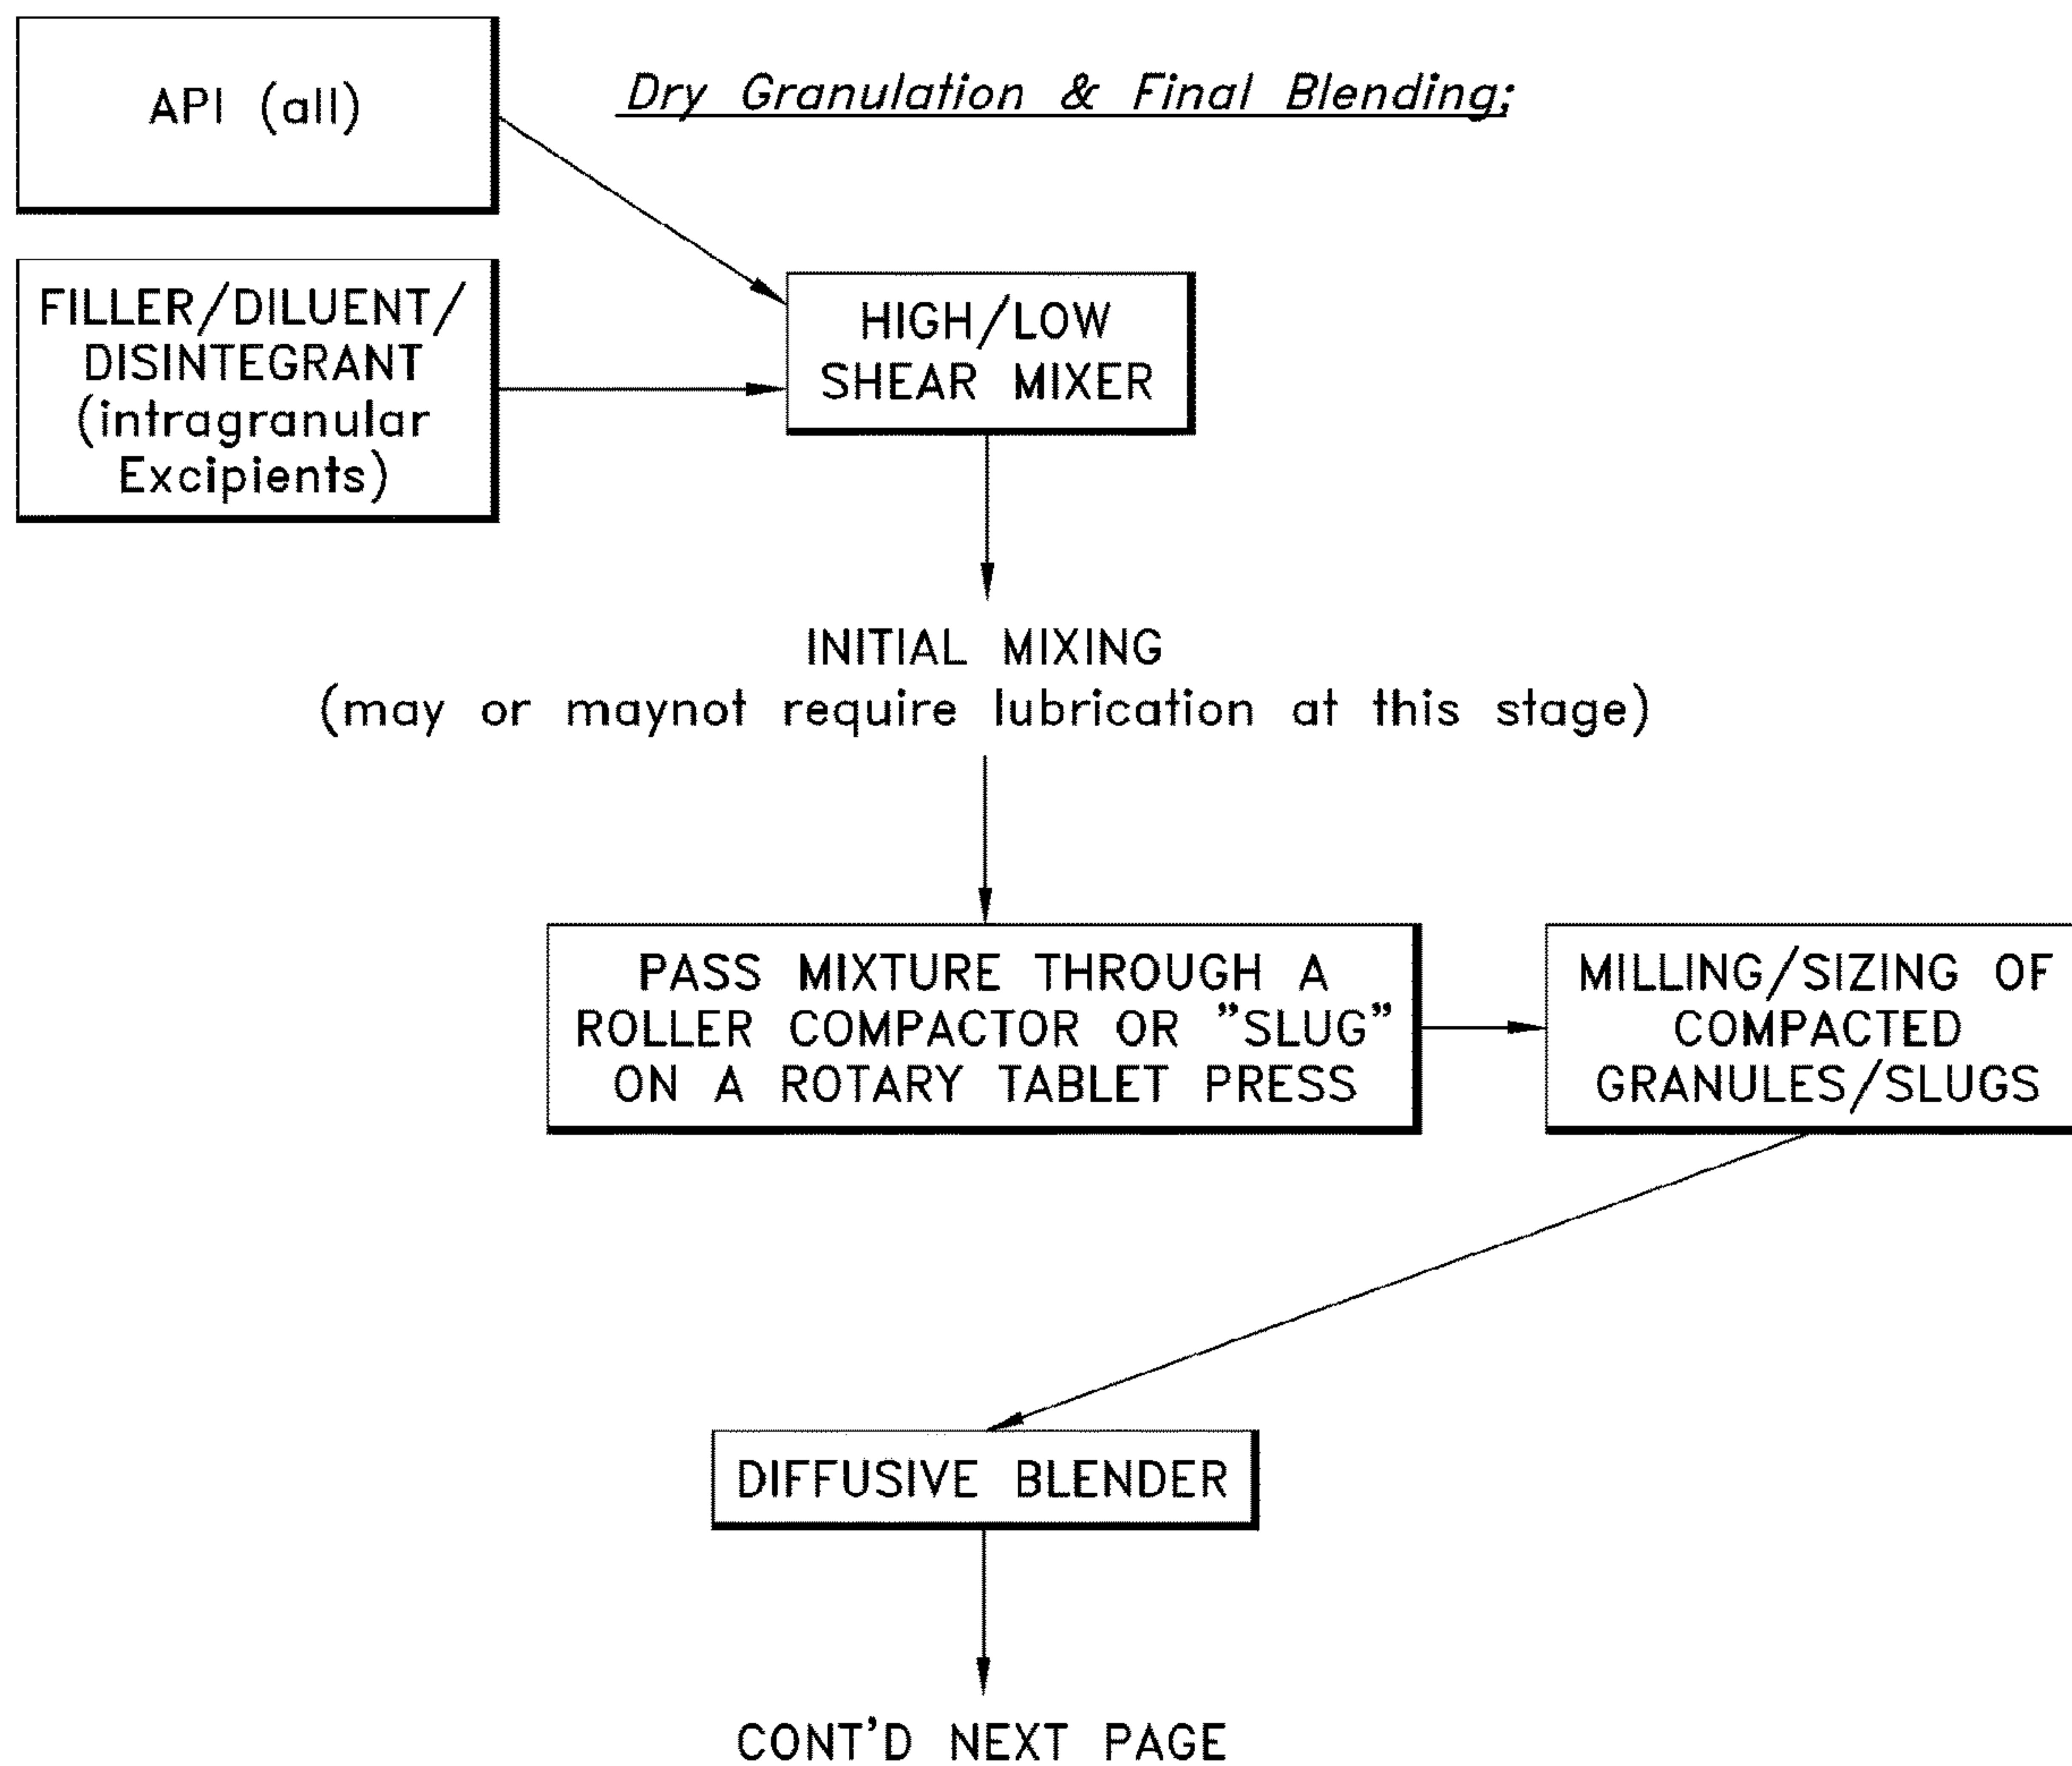 API (all)
Dry Granulation & Final Blending;
FILLER/DILUENT/
DISINTEGRANT
(intragranular
Excipients)
HIGH/LOW
SHEAR MIXER
INITIAL MIXING
(may or maynot require lubrication at this stage)
PASS MIXTURE THROUGH A
ROLLER COMPACTOR OR ”SLUG”
ON A ROTARY TABLET PRESS
MILLING/SIZING OF
COMPACTED
GRANULES/SLUGS
DIFFUSIVE BLENDER
CONT'D NEXT PAGE